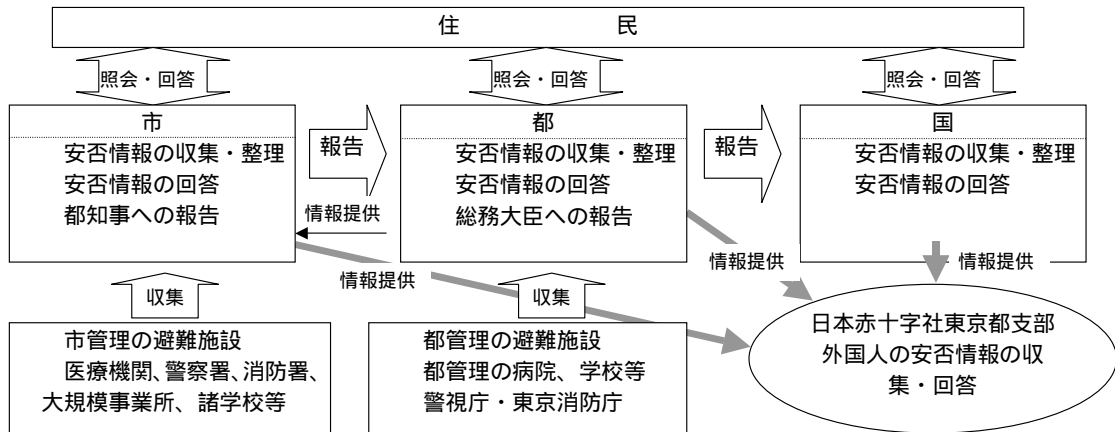 住　民
照会・回答
照会・回答
照会・回答
市
安否情報の収集・整理
安否情報の回答
都知事への報告
報告
情報提供
都
安否情報の収集・整理
安否情報の回答
総務大臣への報告
報告
国
安否情報の収集・整理
安否情報の回答
情報提供
情報提供
情報提供
収集
収集
市管理の避難施設
医療機関、警察署、消防署、
大規模事業所、諸学校等
都管理の避難施設
都管理の病院、学校等
警視庁・東京消防庁
日本赤十字社東京都支部
外国人の安否情報の収
集・回答